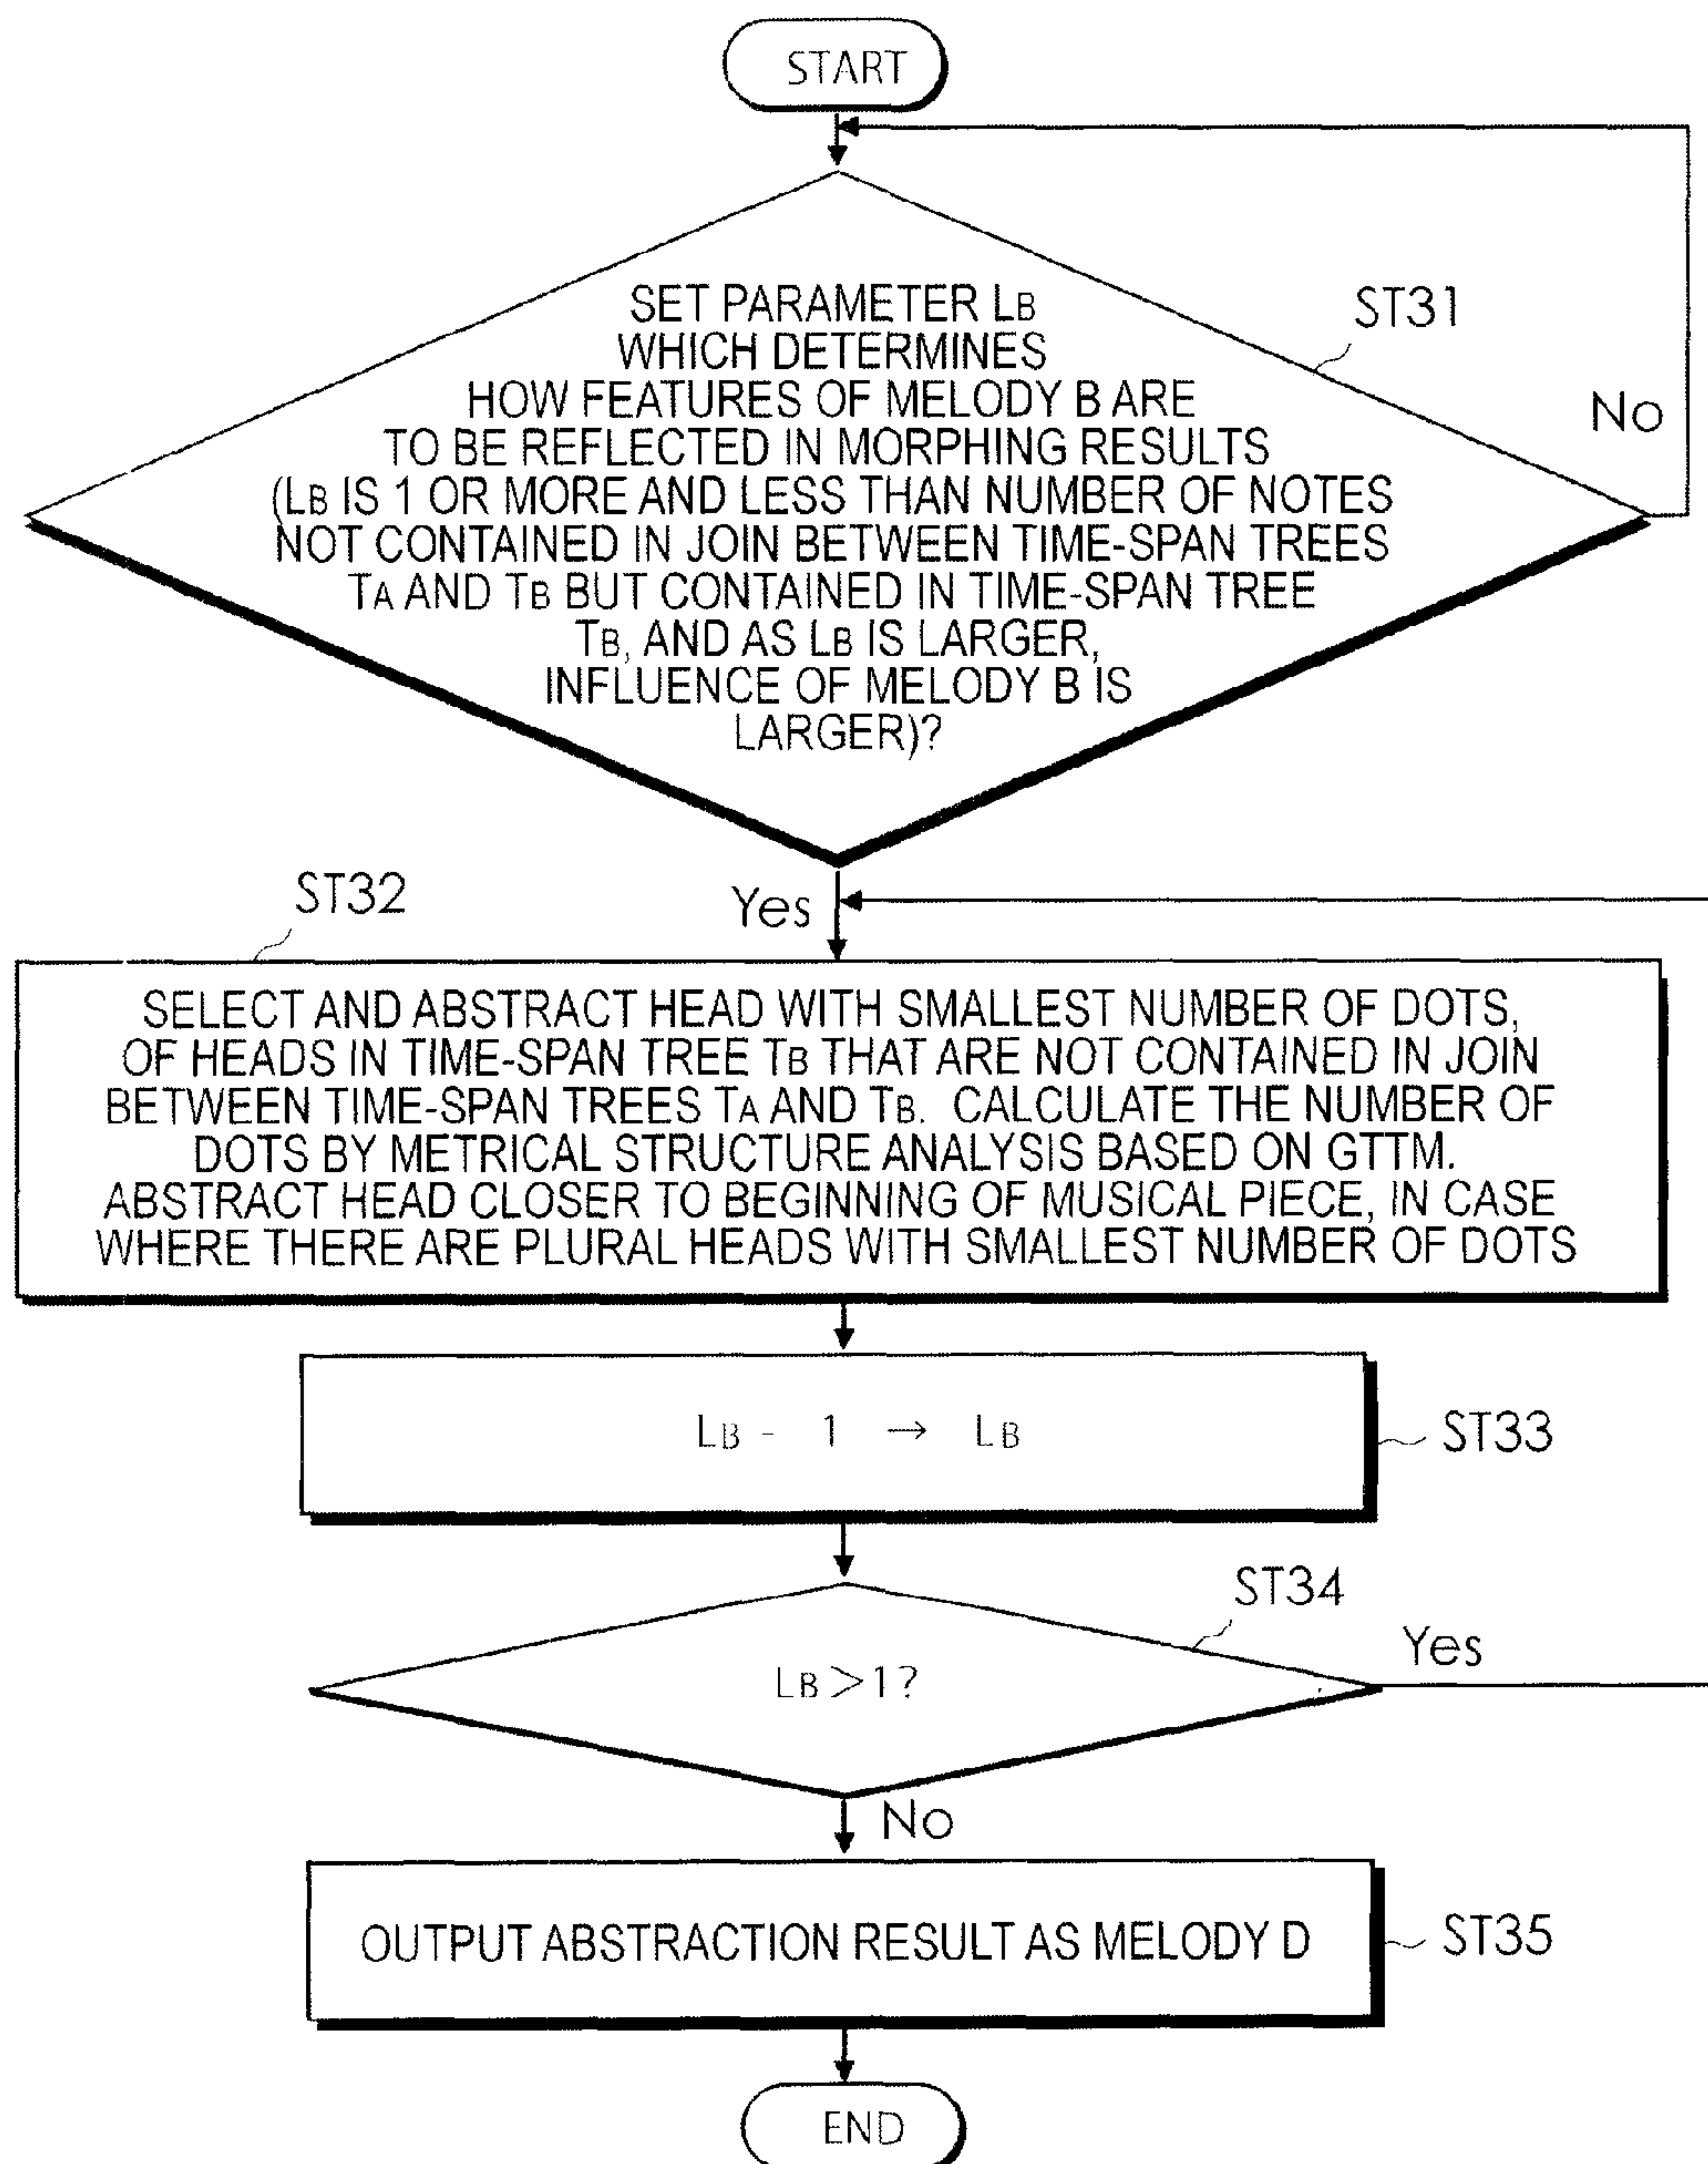 START
SET PARAMETER LB
WHICH DETERMINES
HOW FEATURES OF MELODY B ARE
TO BE REFLECTED IN MORPHING RESULTS
(LB IS 1 OR MORE AND LESS THAN NUMBER OF NOTES
NOT CONTAINED IN JOIN BETWEEN TIME-SPAN TREES
TA AND TB BUT CONTAINED IN TIME-SPAN TREE
TB, AND AS LB IS LARGER,
INFLUENCE OF MELODY B IS
LARGER)?
ST31
No
Yes
ST32
SELECT AND ABSTRACT HEAD WITH SMALLEST NUMBER OF DOTS,
OF HEADS IN TIME-SPAN TREE TB THAT ARE NOT CONTAINED IN JOIN
BETWEEN TIME-SPAN TREES TA AND TB. CALCULATE THE NUMBER OF
DOTS BY METRICAL STRUCTURE ANALYSIS BASED ON GTTM.
ABSTRACT HEAD CLOSER TO BEGINNING OF MUSICAL PIECE, IN CASE
WHERE THERE ARE PLURAL HEADS WITH SMALLEST NUMBER OF DOTS
LB - 1 → LB
ST33
ST34
LB >1?
Yes
No
OUTPUT ABSTRACTION RESULT AS MELODY D
ST35
END